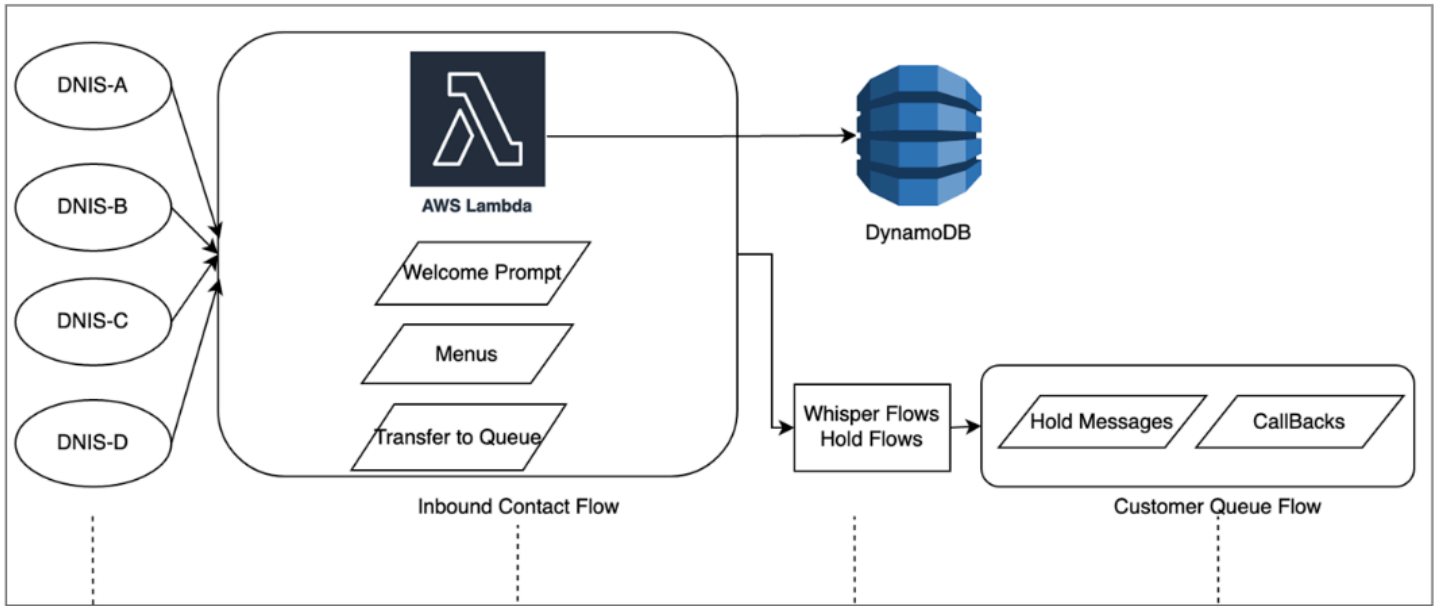 DNIS-A
DNIS-B
DNIS-C
DNIS-D
AWS Lambda
Welcome Prompt
Menus
Transfer to Queue
Inbound Contact Flow
DynamoDB
Whisper Flows
Hold Flows
Hold Messages
CallBacks
Customer Queue Flow